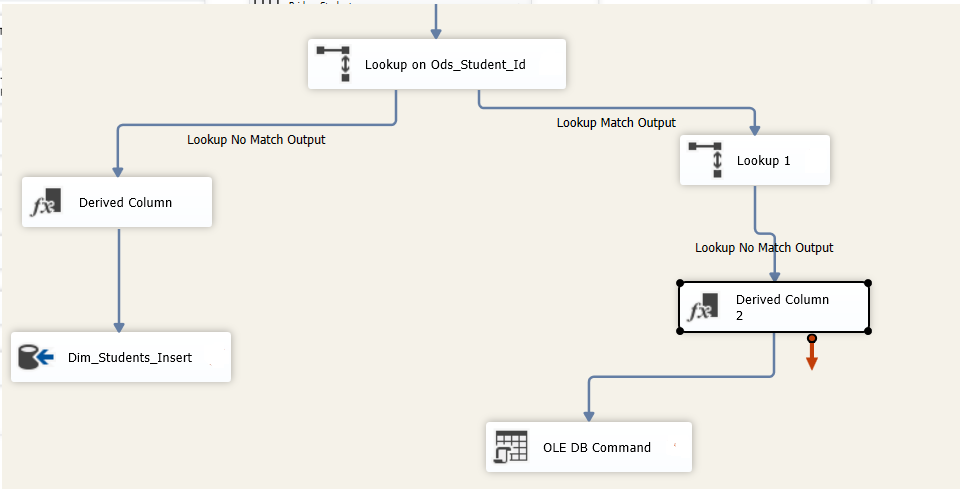 Lookup on Ods_Student_Id
Lookup No Match Output
Lookup Match Output
Lookup 1
Derived Column
Lookup No Match Output
Derived Column
2
Dim_Students_Insert
OLE DB Command